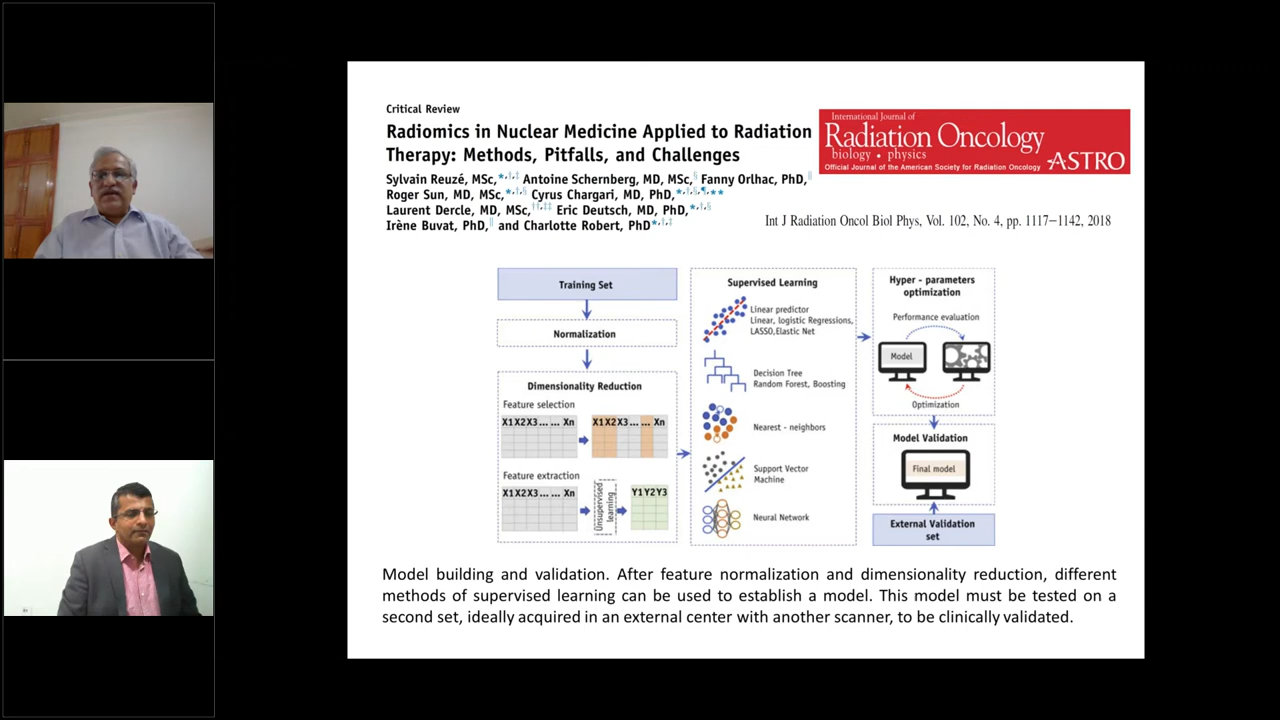 Critical Review
Radiomics in Nuclear Medicine Applied to Radiation
Therapy: Methods, Pitfalls, and Challenges
Sylvain Reuzé, MSc,*,†,‡ Antoine Schernberg, MD, MSc,§ Fanny Orlhac, PhD,‖
Roger Sun, MD, MSc,*,†,§ Cyrus Chargari, MD, PhD,*,†,§,¶,**
Laurent Dercle, MD, MSc,††,‡‡ Eric Deutsch, MD, PhD,*,†,§
Irène Buvat, PhD,‖ and Charlotte Robert, PhD*,†,‡
International Journal of
Radiation Oncology
biology • physics
Official Journal of the American Society for Radiation Oncology
ASTRO
Int J Radiation Oncol Biol Phys, Vol. 102, No. 4, pp. 1117–1142, 2018
Training Set
Normalization
Dimensionality Reduction
Feature selection
X1X2X3... ... Xn
X1X2X3... ... Xn
Feature extraction
X1X2X3... ... Xn
Unsupervised
learning
Y1Y2Y3
Supervised Learning
Linear predictor
Linear, logistic Regressions,
LASSO,Elastic Net
Decision Tree
Random Forest, Boosting
Nearest - neighbors
Support Vector
Machine
Neural Network
Hyper - parameters
optimization
Performance evaluation
Model
Optimization
Model Validation
Final model
External Validation
set
Model building and validation. After feature normalization and dimensionality reduction, different
methods of supervised learning can be used to establish a model. This model must be tested on a
second set, ideally acquired in an external center with another scanner, to be clinically validated.